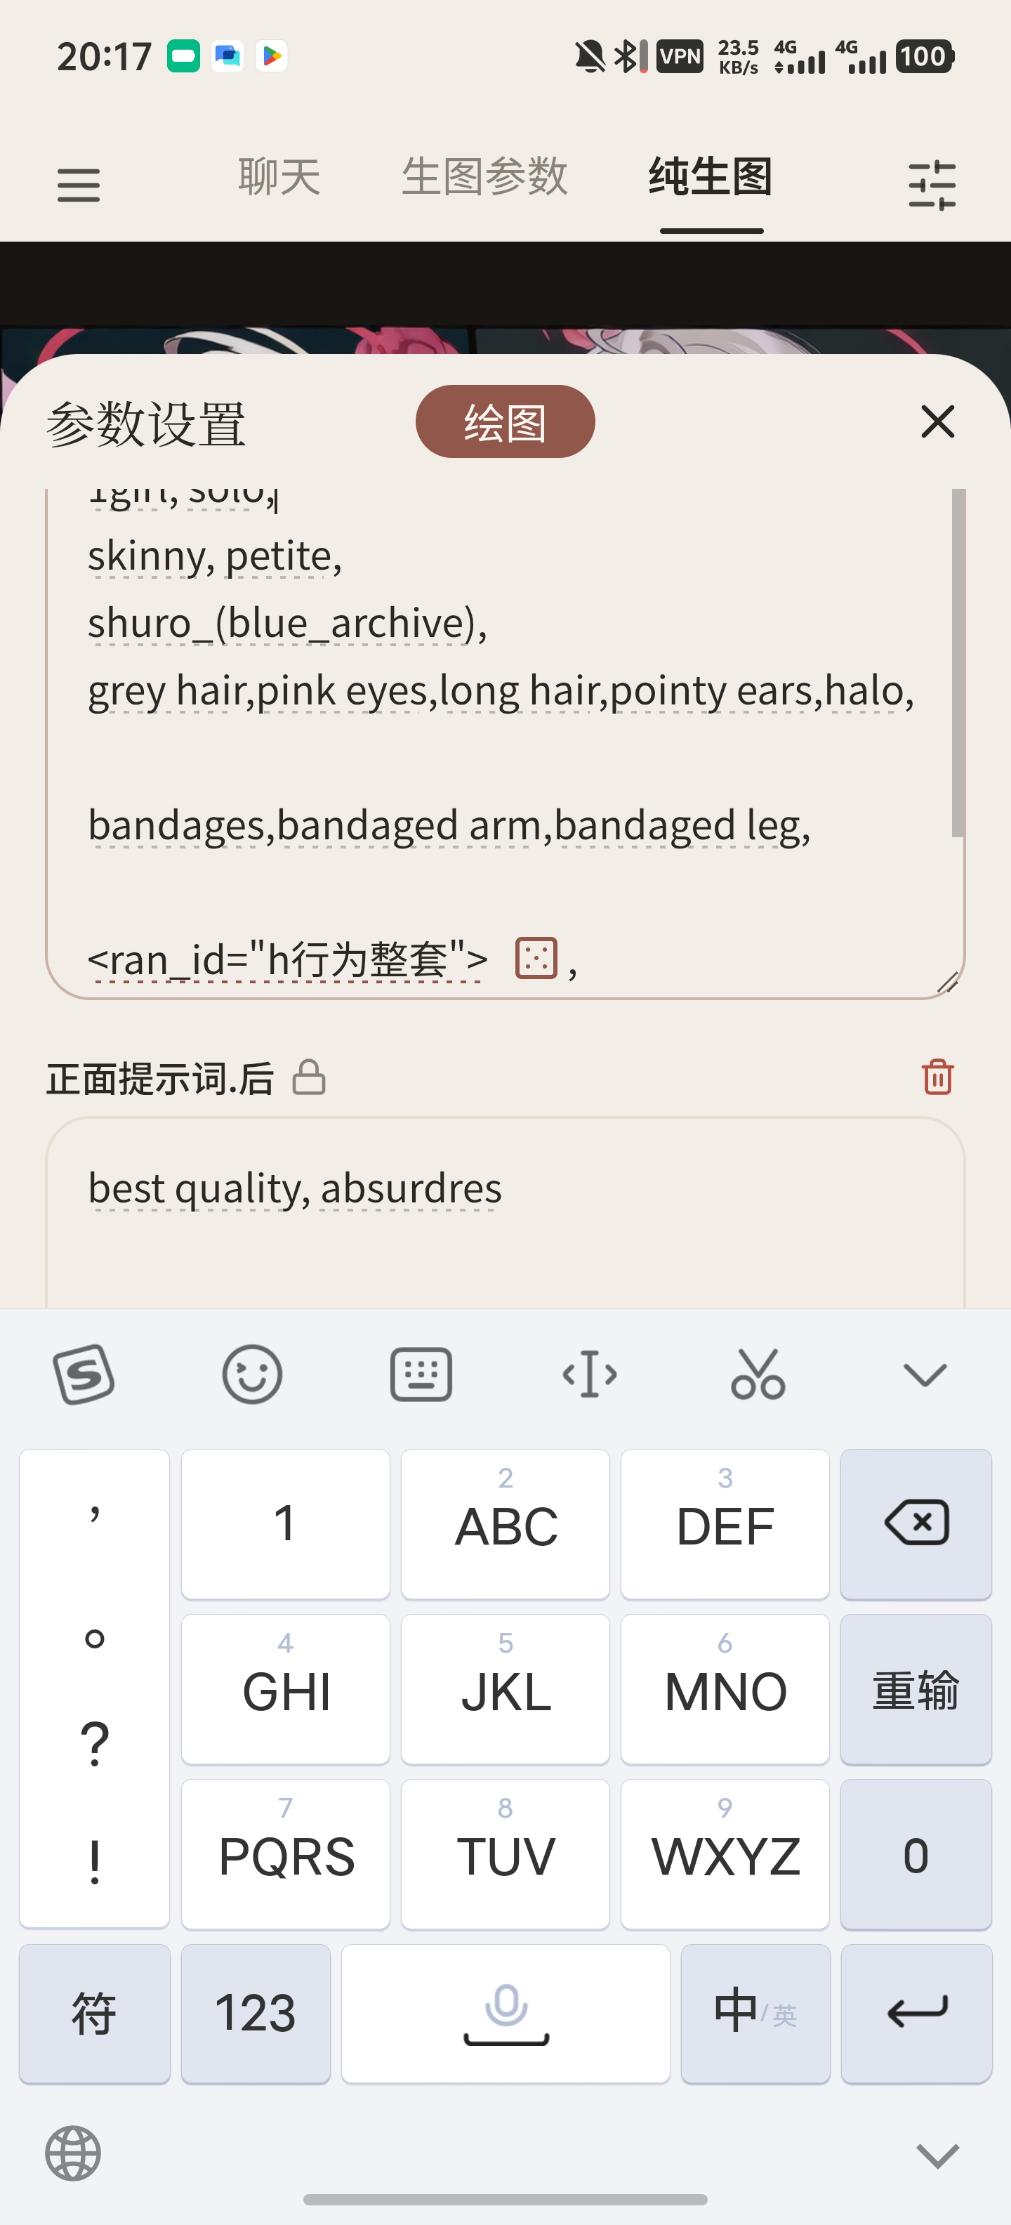 20:17
VPN
23.5
KB/s
4G
4G
100
聊天
生图参数
纯生图
参数设置
绘图
1girl, solo,
skinny, petite,
shuro_(blue_archive),
grey hair,pink eyes,long hair,pointy ears,halo,
bandages,bandaged arm,bandaged leg,
<ran_id="h行为整套"> ,
正面提示词.后
best quality, absurdres
S
，
1
2
ABC
3
DEF
。
4
GHI
5
JKL
6
MNO
重输
?
7
PQRS
8
TUV
9
WXYZ
0
!
符
123
中/英